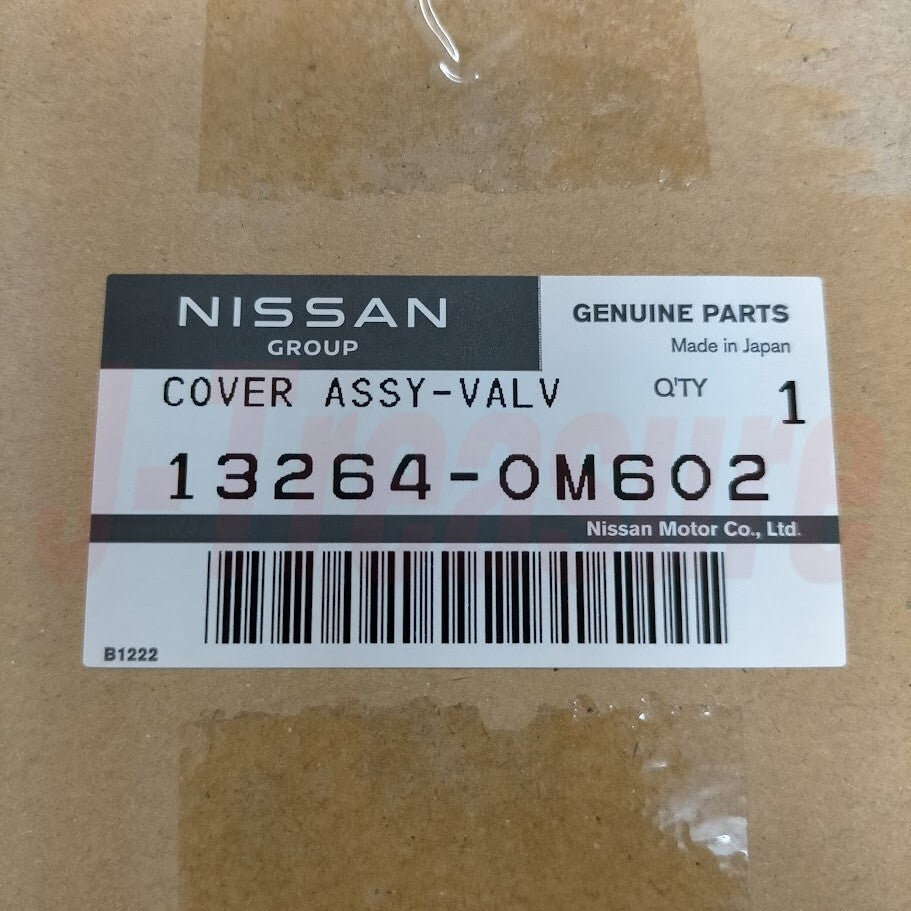 NISSAN
GROUP
GENUINE PARTS
Made in Japan
COVER ASSY-VALV
Q'TY 1
13264-0M602
Nissan Motor Co., Ltd.
B1222
J-Treasure